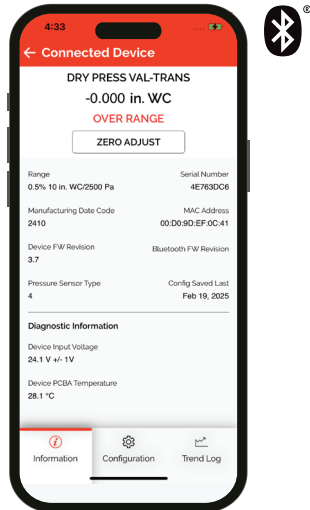 ®
4:33
← Connected Device
DRY PRESS VAL-TRANS
-0.000 in. WC
OVER RANGE
ZERO ADJUST
Range Serial Number
0.5% 10 in. WC/2500 Pa 4E763DC6
Manufacturing Date Code MAC Address
2410 00:D0:9D:EF:0C:41
Device FW Revision Bluetooth FW Revision
3.7
Pressure Sensor Type Config Saved Last
4 Feb 19, 2025
Diagnostic Information
Device Input Voltage
24.1 V +/- 1V
Device PCBA Temperature
28.1 °C
Information Configuration Trend Log